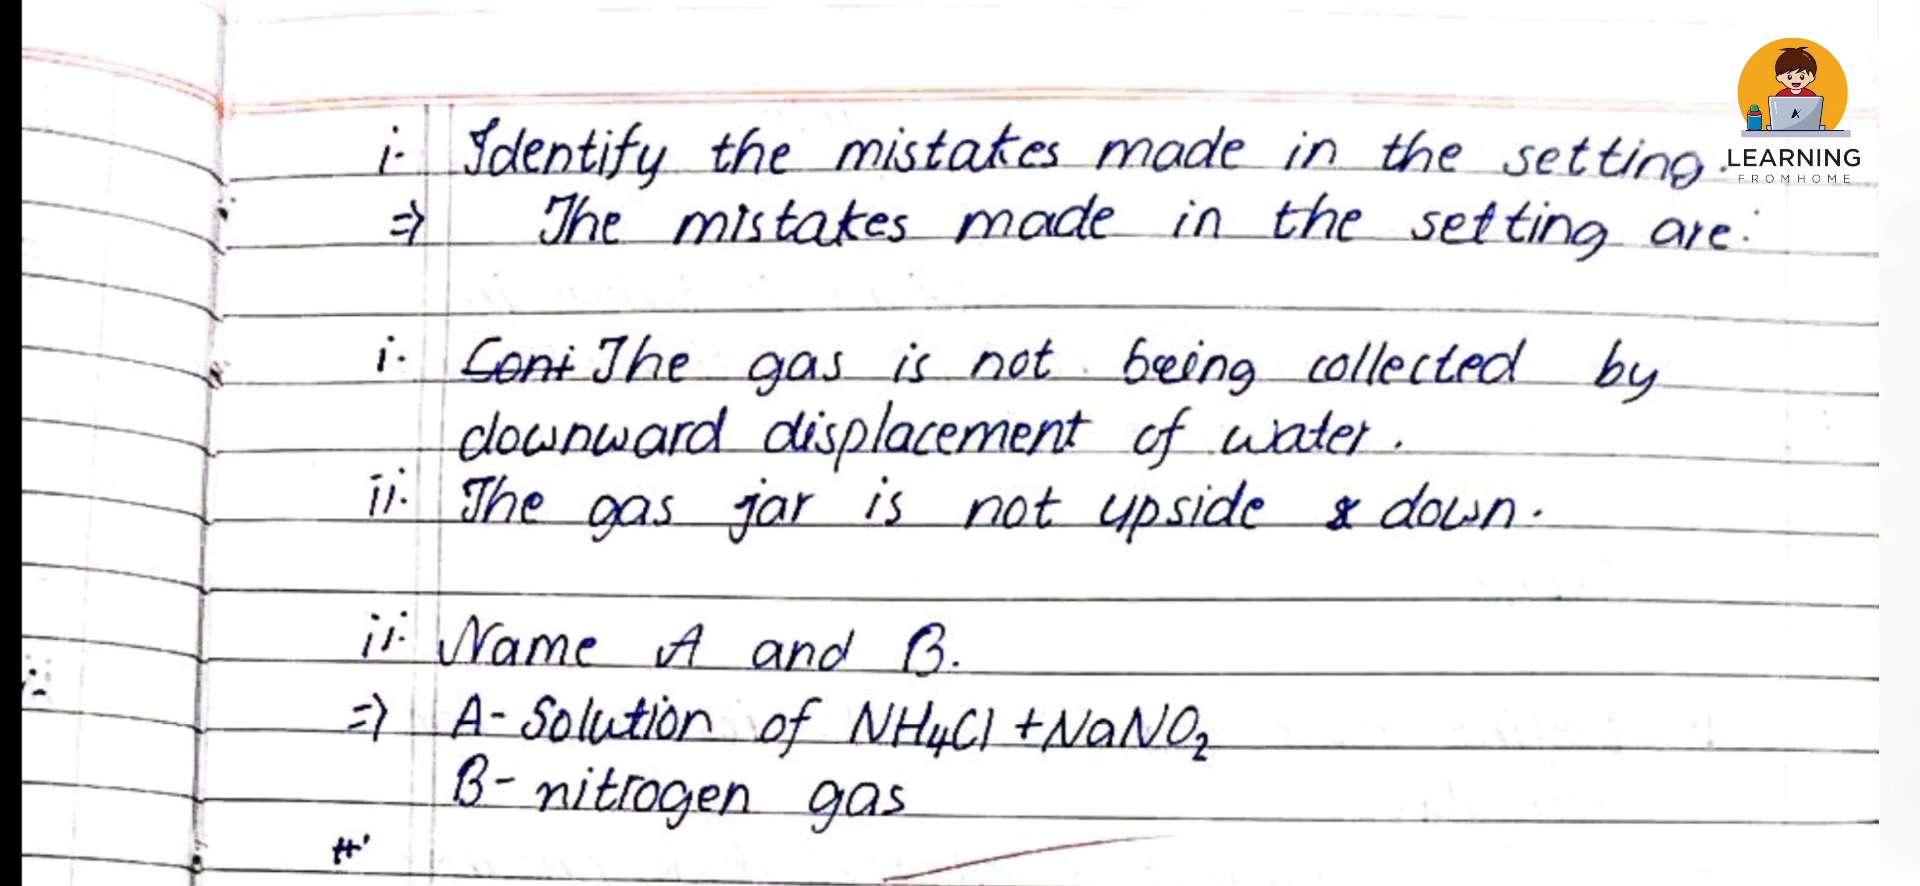 i. Identify the mistakes made in the setting.
⇒ The mistakes made in the setting are:
i. Cont The gas is not being collected by
downward displacement of water.
ii. The gas jar is not upside & down.
ii. Name A and B.
⇒ A- Solution of NH₄Cl + NaNO₂
B- nitrogen gas
LEARNING
FROMHOME